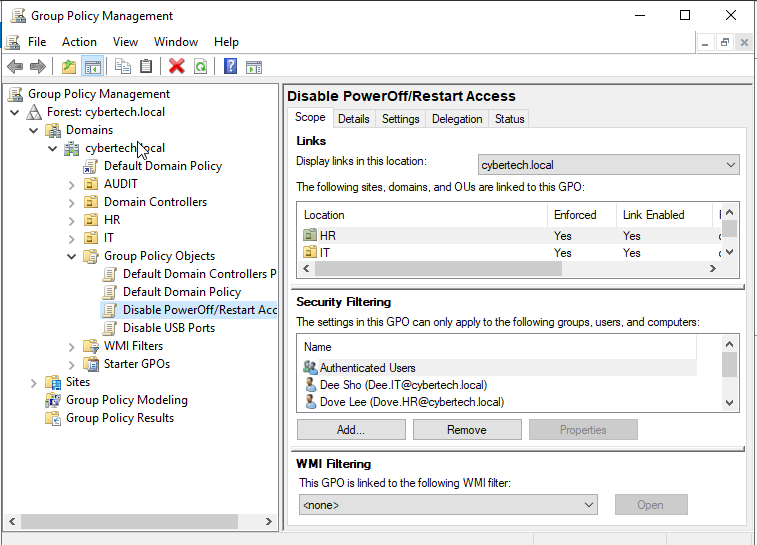 Group Policy Management
File Action View Window Help
Group Policy Management
Forest: cybertech.local
Domains
cybertech.local
Default Domain Policy
AUDIT
Domain Controllers
HR
IT
Group Policy Objects
Default Domain Controllers P
Default Domain Policy
Disable PowerOff/Restart Acc
Disable USB Ports
WMI Filters
Starter GPOs
Sites
Group Policy Modeling
Group Policy Results
Disable PowerOff/Restart Access
Scope Details Settings Delegation Status
Links
Display links in this location: cybertech.local
The following sites, domains, and OUs are linked to this GPO:
Location Enforced Link Enabled
HR Yes Yes
IT Yes Yes
Security Filtering
The settings in this GPO can only apply to the following groups, users, and computers:
Name
Authenticated Users
Dee Sho (Dee.IT@cybertech.local)
Dove Lee (Dove.HR@cybertech.local)
Add... Remove Properties
WMI Filtering
This GPO is linked to the following WMI filter:
<none> Open